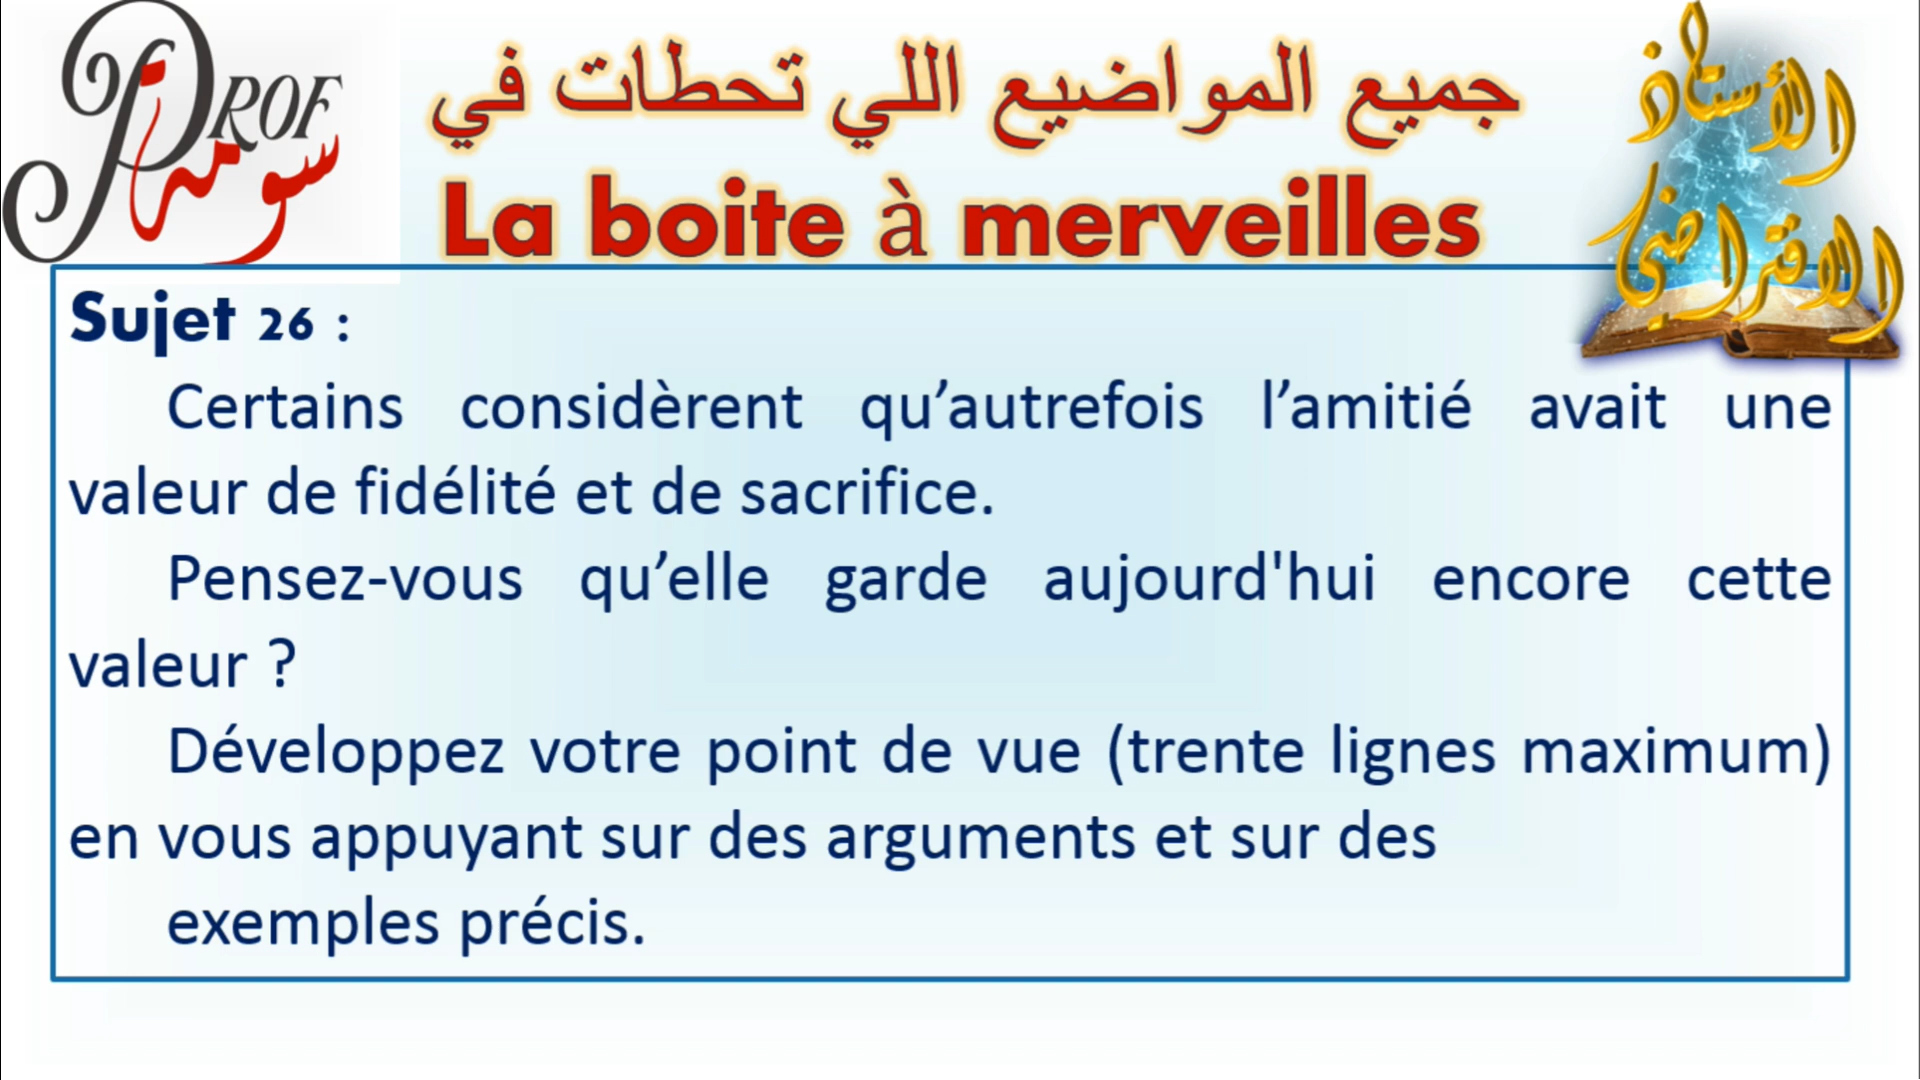 PROF
سومة
جميع المواضيع اللي تحطات في
La boite à merveilles
الأستاذ
الافتراضي
Sujet 26 :
Certains considèrent qu’autrefois l’amitié avait une
valeur de fidélité et de sacrifice.
Pensez-vous qu’elle garde aujourd'hui encore cette
valeur ?
Développez votre point de vue (trente lignes maximum)
en vous appuyant sur des arguments et sur des
exemples précis.